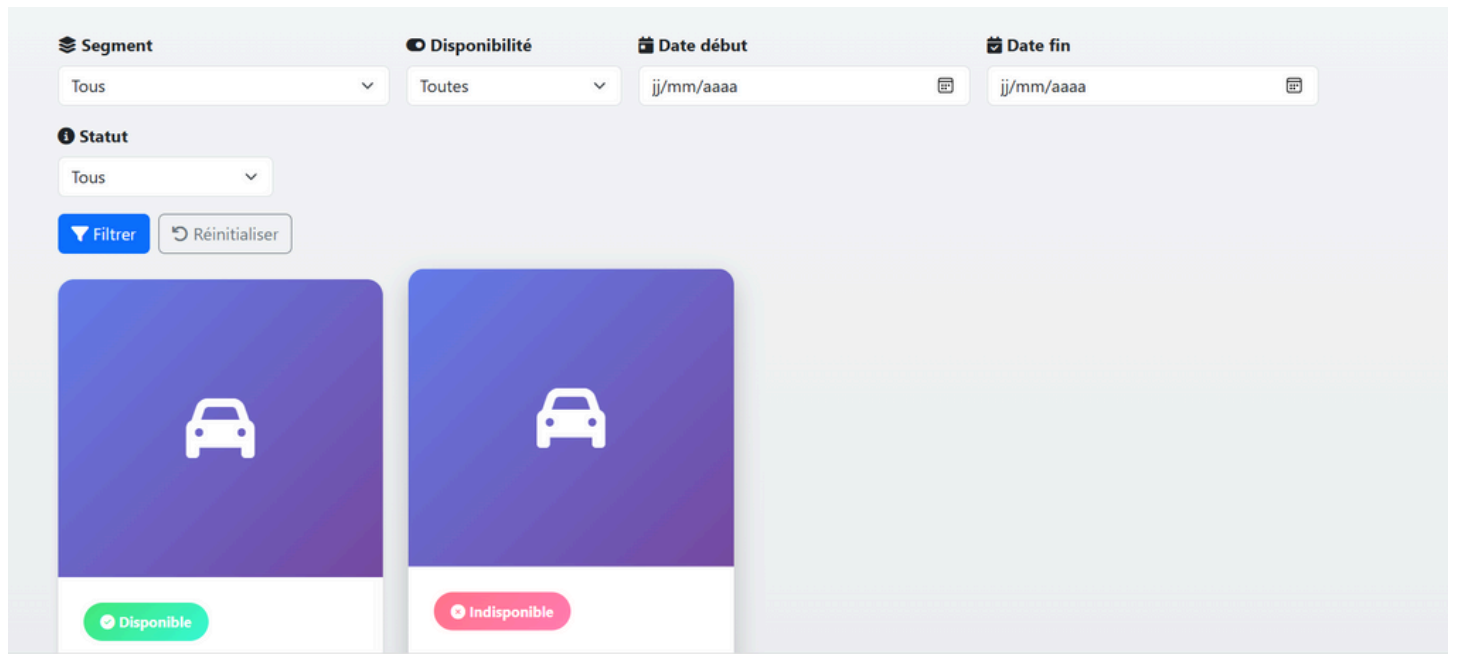 Segment Disponibilité Date début Date fin
Tous Toutes jj/mm/aaaa jj/mm/aaaa
Statut
Tous
Filtrer Réinitialiser
Disponible Indisponible